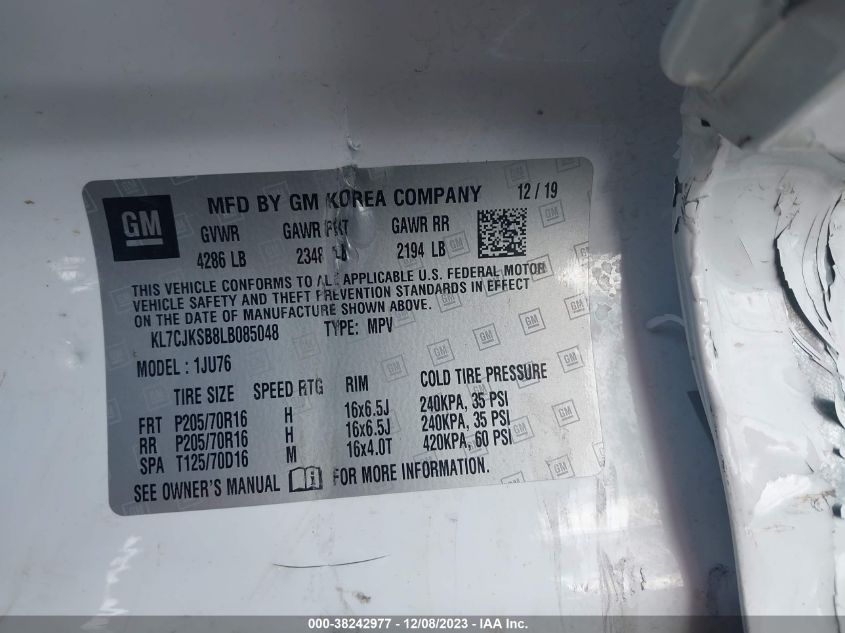 GM
MFD BY GM KOREA COMPANY 12 / 19
GVWR GAWR GAWR RR
4286 LB 2348 2194 LB
THIS VEHICLE CONFORMS TO ALL APPLICABLE U.S. FEDERAL MOTOR
VEHICLE SAFETY AND THEFT PREVENTION STANDARDS IN EFFECT
ON THE DATE OF MANUFACTURE SHOWN ABOVE.
KL7CJKSB8LB085048 TYPE: MPV
MODEL : 1JU76
TIRE SIZE SPEED RTG RIM COLD TIRE PRESSURE
FRT P205/70R16 H 16x6.5J 240KPA, 35 PSI
RR P205/70R16 H 16x6.5J 240KPA, 35 PSI
SPA T125/70D16 M 16x4.0T 420KPA, 60 PSI
SEE OWNER'S MANUAL FOR MORE INFORMATION.
000-38242977 - 12/08/2023 - IAA Inc.